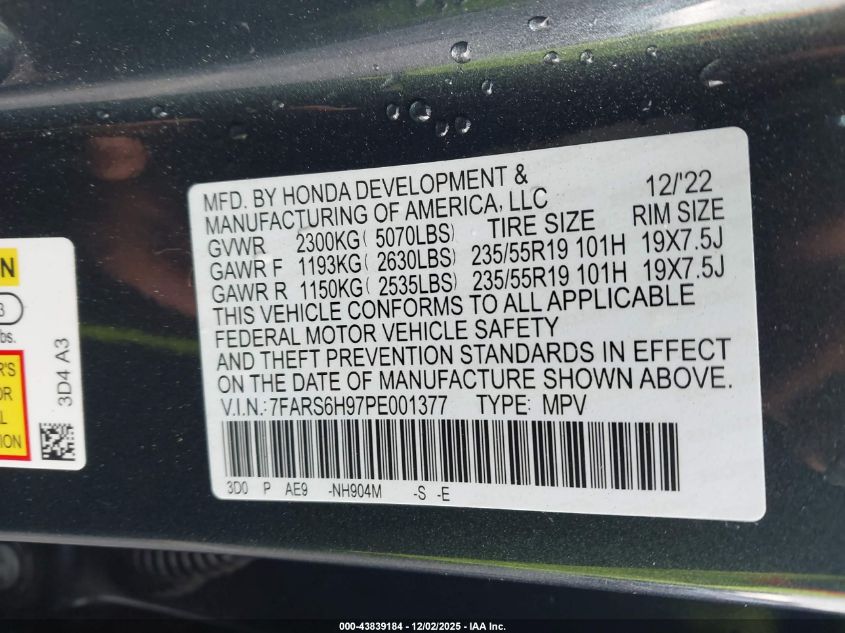 MFD. BY HONDA DEVELOPMENT & 12/'22
MANUFACTURING OF AMERICA, LLC
GVWR 2300KG( 5070LBS) TIRE SIZE RIM SIZE
GAWR F 1193KG( 2630LBS) 235/55R19 101H 19X7.5J
GAWR R 1150KG( 2535LBS) 235/55R19 101H 19X7.5J
THIS VEHICLE CONFORMS TO ALL APPLICABLE
FEDERAL MOTOR VEHICLE SAFETY
AND THEFT PREVENTION STANDARDS IN EFFECT
ON THE DATE OF MANUFACTURE SHOWN ABOVE.
V.I.N.:7FARS6H97PE001377 TYPE: MPV
3D0 P AE9 -NH904M -S -E
3D4 A3
000-43839184 - 12/02/2025 - IAA Inc.